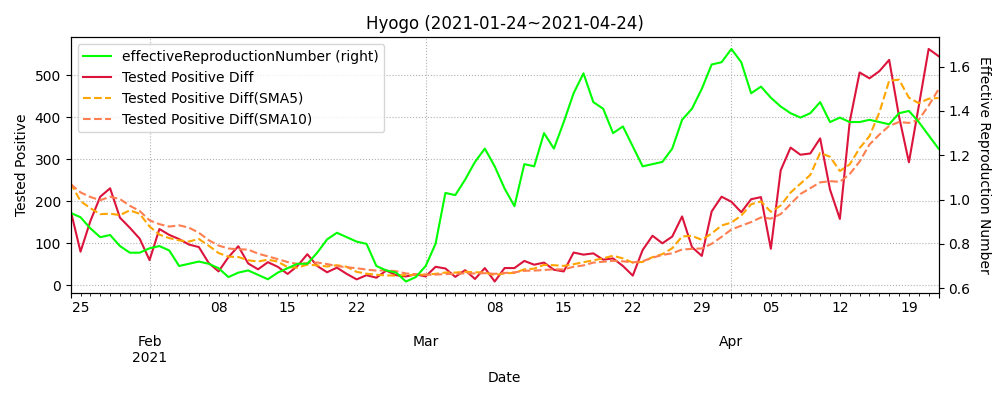 Hyogo (2021-01-24~2021-04-24)
effectiveReproductionNumber (right)
Tested Positive Diff
Tested Positive Diff(SMA5)
Tested Positive Diff(SMA10)
Tested Positive
500
400
300
200
100
0
1.6
1.4
1.2
1.0
0.8
0.6
Effective Reproduction Number
25 08 15 22 08 15 22 29 05 12 19
Feb Mar Apr
2021
Date